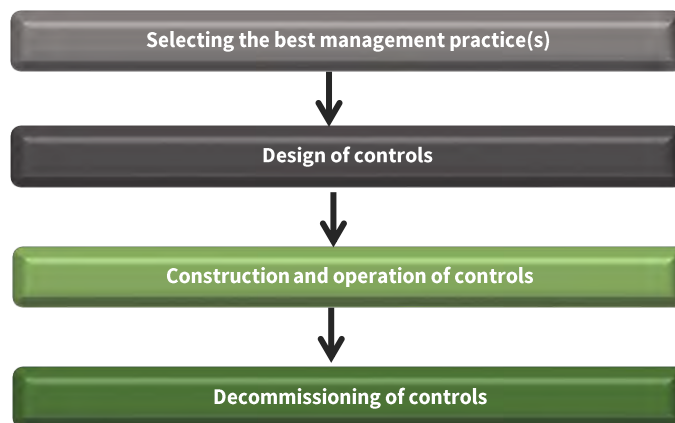 Selecting the best management practice(s)
Design of controls
Construction and operation of controls
Decommissioning of controls